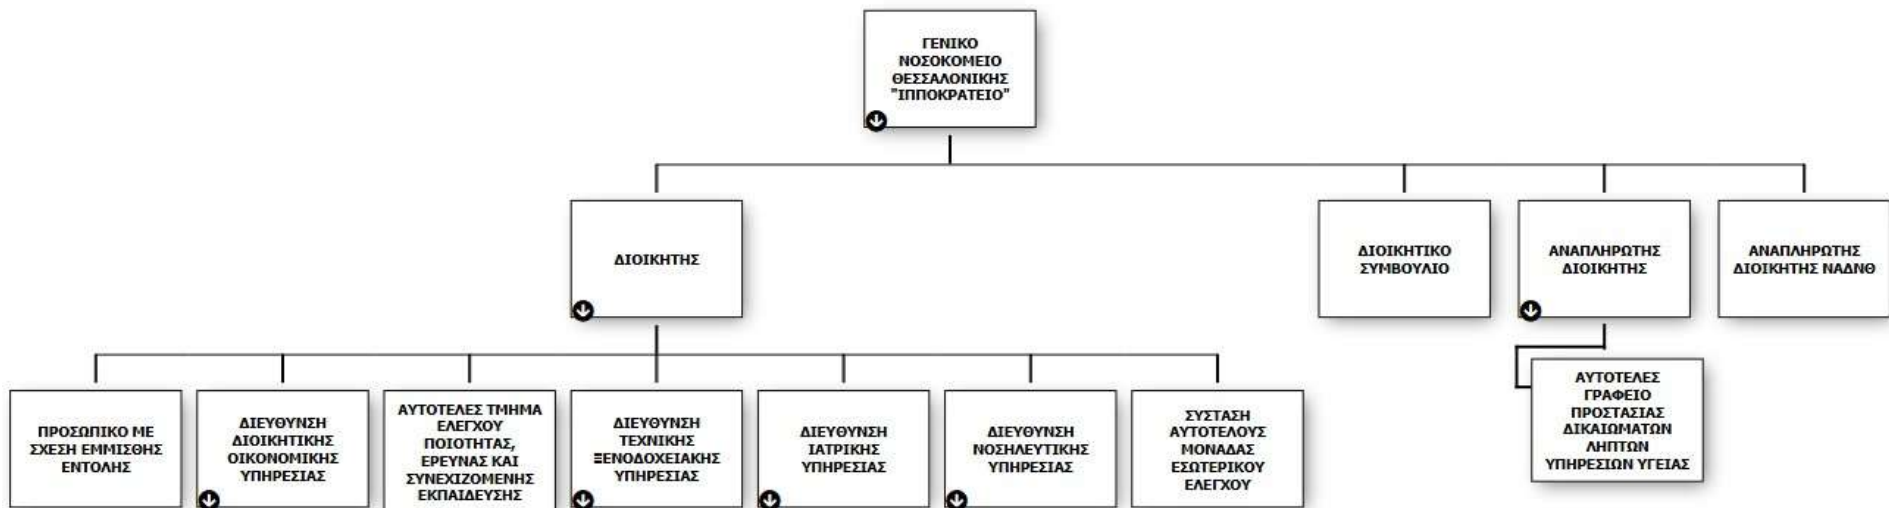 ΓΕΝΙΚΟ
ΝΟΣΟΚΟΜΕΙΟ
ΘΕΣΣΑΛΟΝΙΚΗΣ
"ΙΠΠΟΚΡΑΤΕΙΟ"
ΔΙΟΙΚΗΤΗΣ
ΔΙΟΙΚΗΤΙΚΟ
ΣΥΜΒΟΥΛΙΟ
ΑΝΑΠΛΗΡΩΤΗΣ
ΔΙΟΙΚΗΤΗΣ
ΑΝΑΠΛΗΡΩΤΗΣ
ΔΙΟΙΚΗΤΗΣ ΝΑΔΝΘ
ΠΡΟΣΩΠΙΚΟ ΜΕ
ΣΧΕΣΗ ΕΜΜΙΣΘΗΣ
ΕΝΤΟΛΗΣ
ΔΙΕΥΘΥΝΣΗ
ΔΙΟΙΚΗΤΙΚΗΣ
ΟΙΚΟΝΟΜΙΚΗΣ
ΥΠΗΡΕΣΙΑΣ
ΑΥΤΟΤΕΛΕΣ ΤΜΗΜΑ
ΕΛΕΓΧΟΥ
ΠΟΙΟΤΗΤΑΣ,
ΕΡΕΥΝΑΣ ΚΑΙ
ΣΥΝΕΧΙΖΟΜΕΝΗΣ
ΕΚΠΑΙΔΕΥΣΗΣ
ΔΙΕΥΘΥΝΣΗ
ΤΕΧΝΙΚΗΣ
ΞΕΝΟΔΟΧΕΙΑΚΗΣ
ΥΠΗΡΕΣΙΑΣ
ΔΙΕΥΘΥΝΣΗ
ΙΑΤΡΙΚΗΣ
ΥΠΗΡΕΣΙΑΣ
ΔΙΕΥΘΥΝΣΗ
ΝΟΣΗΛΕΥΤΙΚΗΣ
ΥΠΗΡΕΣΙΑΣ
ΣΥΣΤΑΣΗ
ΑΥΤΟΤΕΛΟΥΣ
ΜΟΝΑΔΑΣ
ΕΣΩΤΕΡΙΚΟΥ
ΕΛΕΓΧΟΥ
ΑΥΤΟΤΕΛΕΣ
ΓΡΑΦΕΙΟ
ΠΡΟΣΤΑΣΙΑΣ
ΔΙΚΑΙΩΜΑΤΩΝ
ΛΗΠΤΩΝ
ΥΠΗΡΕΣΙΩΝ ΥΓΕΙΑΣ